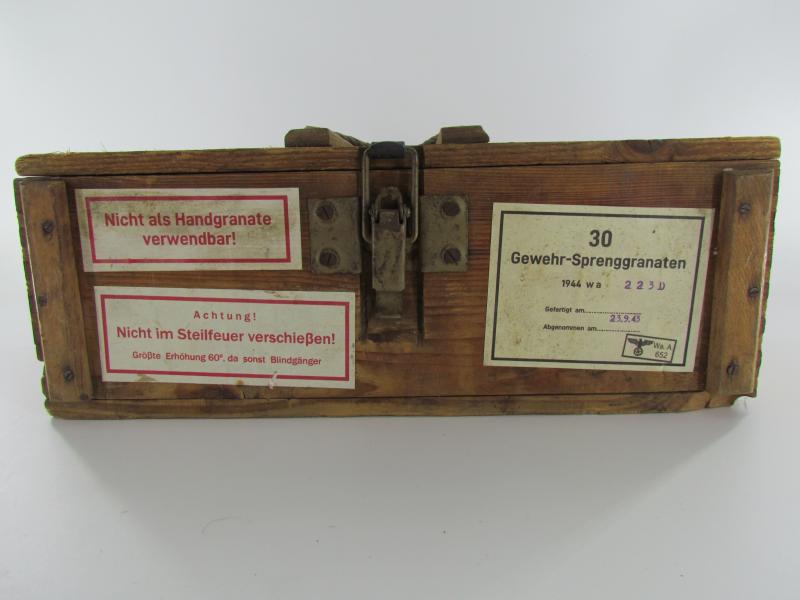 Nicht als Handgranate
verwendbar!
Achtung!
Nicht im Steilfeuer verschießen!
Größte Erhöhung 60°, da sonst Blindgänger
30
Gewehr-Sprenggranaten
1944 wa 223D
Gefertigt am
23.9.43
Abgenommen am
Wa. A
652